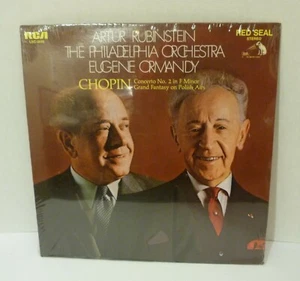 RCA
RED SEAL
STEREO
ARTUR RUBINSTEIN
THE PHILADELPHIA ORCHESTRA
EUGENE ORMANDY
CHOPIN Concerto No. 2 in F Minor
Grand Fantasy on Polish Airs